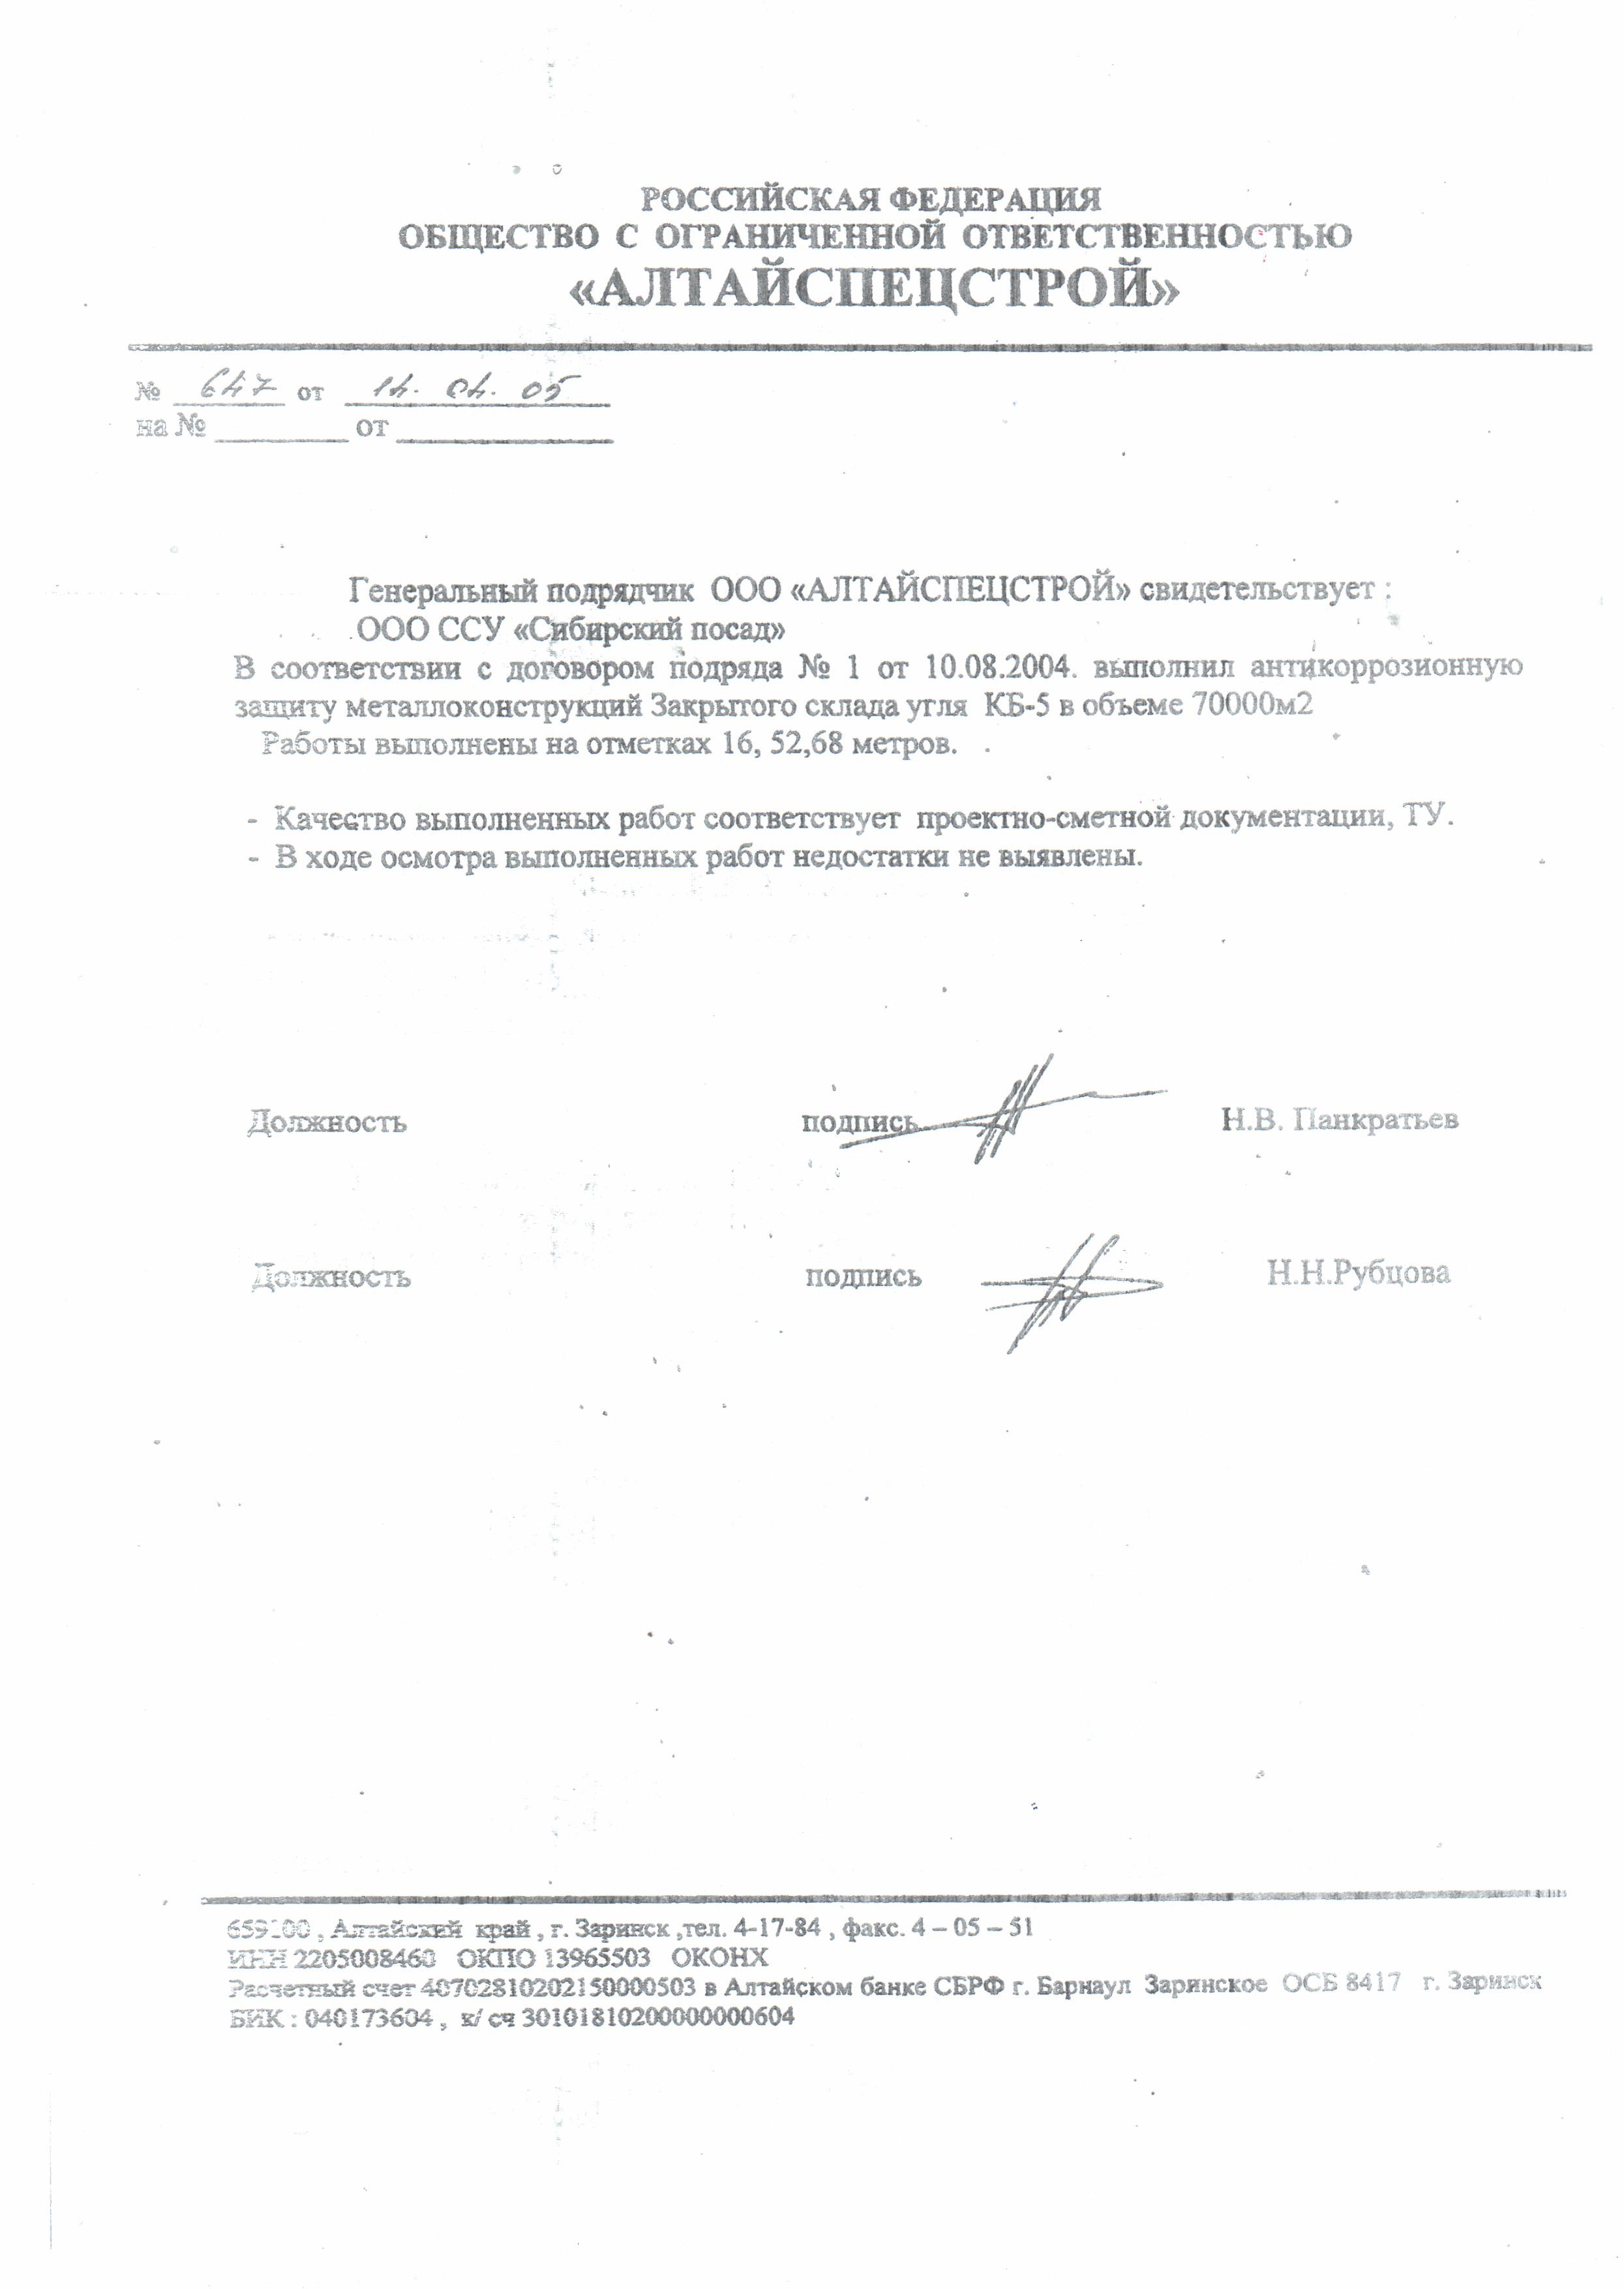 РОССИЙСКАЯ ФЕДЕРАЦИЯ
ОБЩЕСТВО С ОГРАНИЧЕННОЙ ОТВЕТСТВЕННОСТЬЮ
«АЛТАЙСПЕЦСТРОЙ»
№ 647 от 14.04.05
на № ________ от ________
Генеральный подрядчик ООО «АЛТАЙСПЕЦСТРОЙ» свидетельствует :
ООО ССУ «Сибирский посад»
В соответствии с договором подряда № 1 от 10.08.2004. выполнил антикоррозионную
защиту металлоконструкций Закрытого склада угля КБ-5 в объеме 70000м2
Работы выполнены на отметках 16, 52,68 метров.
- Качество выполненных работ соответствует проектно-сметной документации, ТУ.
- В ходе осмотра выполненных работ недостатки не выявлены.
Должность подпись Н.В. Панкратьев
Должность подпись Н.Н.Рубцова
659100 , Алтайский край , г. Заринск ,тел. 4-17-84 , факс. 4 – 05 – 51
ИНН 2205008460 ОКПО 13965503 ОКОНХ
Расчетный счет 40702810202150000503 в Алтайском банке СБРФ г. Барнаул Заринское ОСБ 8417 г. Заринск
БИК : 040173604 , к/ сч 30101810200000000604